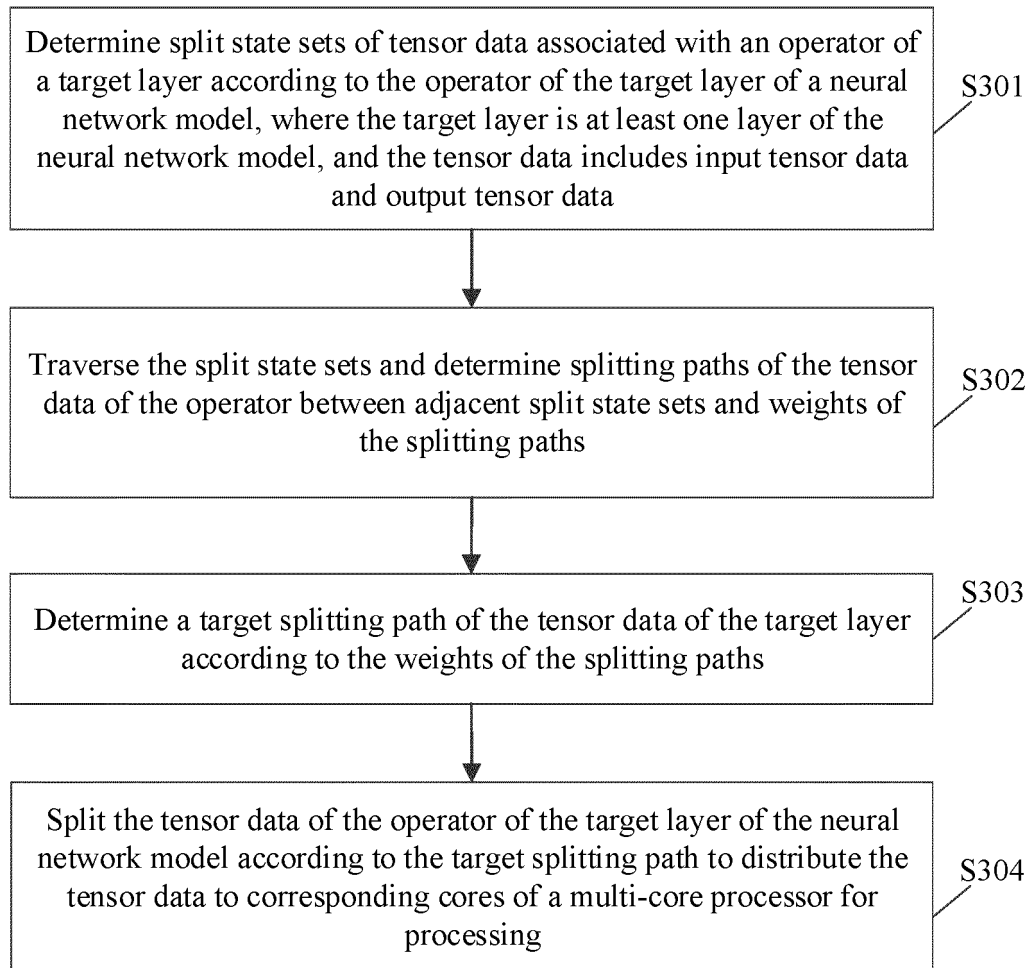 Determine split state sets of tensor data associated with an operator of
a target layer according to the operator of the target layer of a neural
network model, where the target layer is at least one layer of the
neural network model, and the tensor data includes input tensor data
and output tensor data
S301
Traverse the split state sets and determine splitting paths of the tensor
data of the operator between adjacent split state sets and weights of
the splitting paths
S302
Determine a target splitting path of the tensor data of the target layer
according to the weights of the splitting paths
S303
Split the tensor data of the operator of the target layer of the neural
network model according to the target splitting path to distribute the
tensor data to corresponding cores of a multi-core processor for
processing
S304